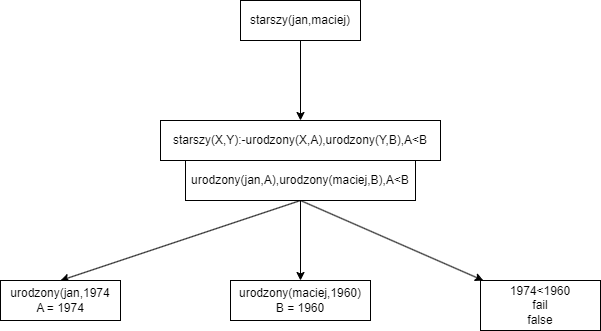 starszy(jan,maciej)
starszy(X,Y):-urodzony(X,A),urodzony(Y,B),A<B
urodzony(jan,A),urodzony(maciej,B),A<B
urodzony(jan,1974
A = 1974
urodzony(maciej,1960)
B = 1960
1974<1960
fail
false